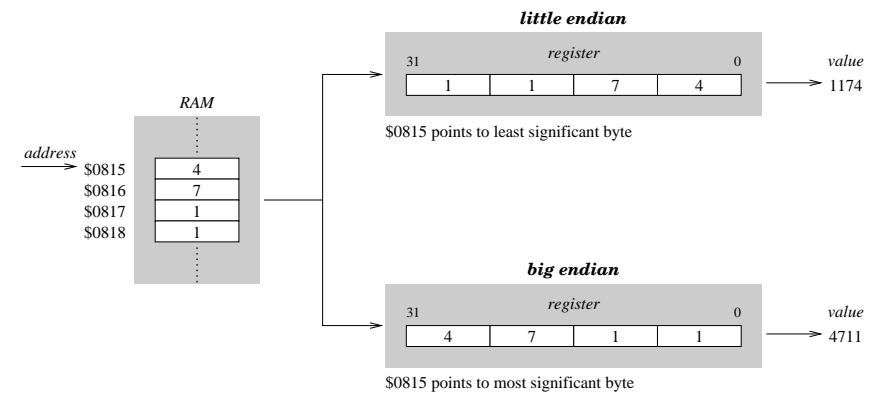 little endian
register
31 0
1 1 7 4
value
1174
$0815 points to least significant byte
RAM
address
$0815 4
$0816 7
$0817 1
$0818 1
big endian
register
31 0
4 7 1 1
value
4711
$0815 points to most significant byte